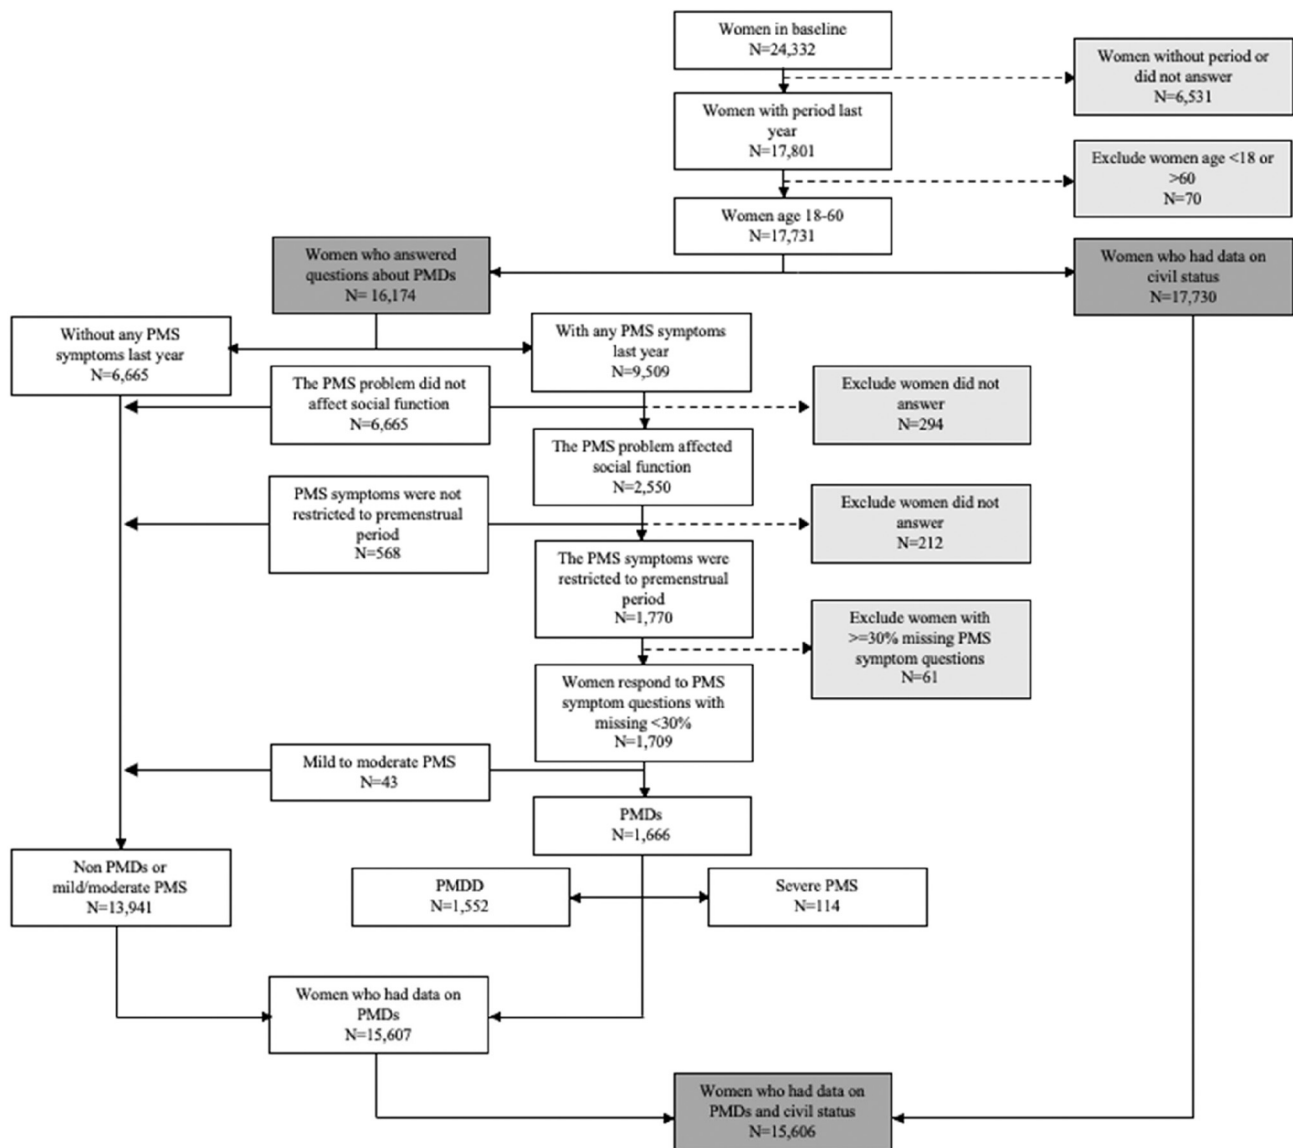 Women in baseline
N=24,332
Women without period or
did not answer
N=6,531
Women with period last
year
N=17,801
Exclude women age <18 or
>60
N=70
Women age 18-60
N=17,731
Women who answered
questions about PMDs
N= 16,174
Women who had data on
civil status
N=17,730
Without any PMS
symptoms last year
N=6,665
With any PMS symptoms
last year
N=9,509
The PMS problem did not
affect social function
N=6,665
Exclude women did not
answer
N=294
The PMS problem affected
social function
N=2,550
PMS symptoms were not
restricted to premenstrual
period
N=568
Exclude women did not
answer
N=212
The PMS symptoms were
restricted to premenstrual
period
N=1,770
Exclude women with
>=30% missing PMS
symptom questions
N=61
Women respond to PMS
symptom questions with
missing <30%
N=1,709
Mild to moderate PMS
N=43
PMDs
N=1,666
Non PMDs or
mild/moderate PMS
N=13,941
PMDD
N=1,552
Severe PMS
N=114
Women who had data on
PMDs
N=15,607
Women who had data on
PMDs and civil status
N=15,606